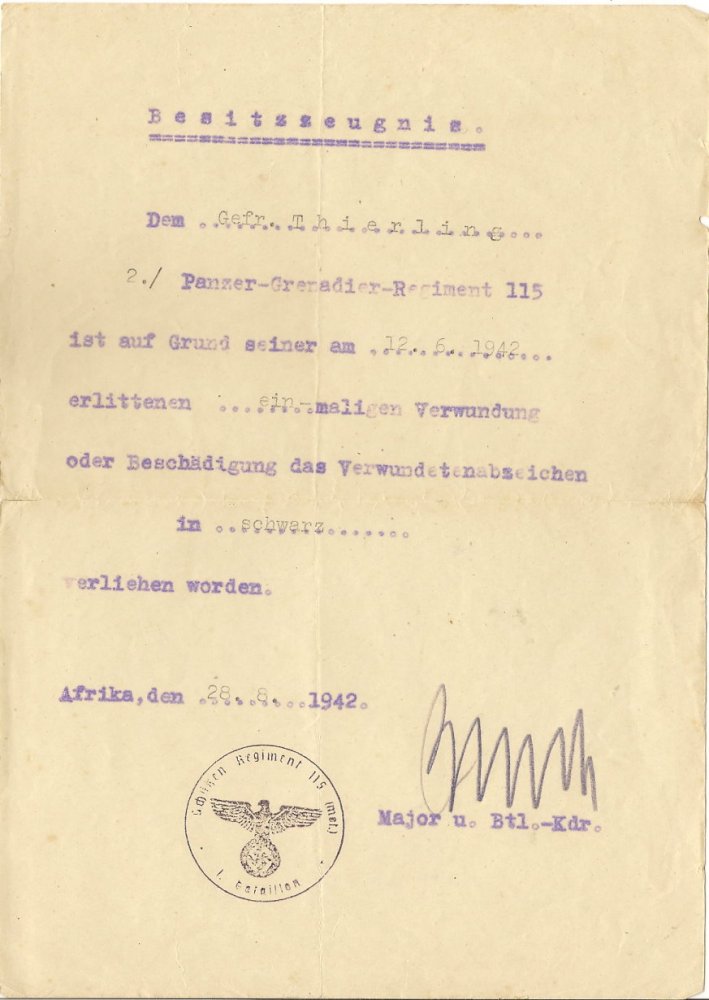 Besitzzeugnis.
Dem ..Gefr. Thierling...
2./ Panzer-Grenadier-Regiment 115
ist auf Grund seiner am .12. 6. 1942...
erlittenen ....ein-maligen Verwundung
oder Beschädigung das Verwundetenabzeichen
in ..schwarz.......
verliehen worden.
Afrika,den .28. 8. ..1942.
Major u. Btl.-Kdr.
Schützen Regiment 115 (mot.)
I. Bataillon